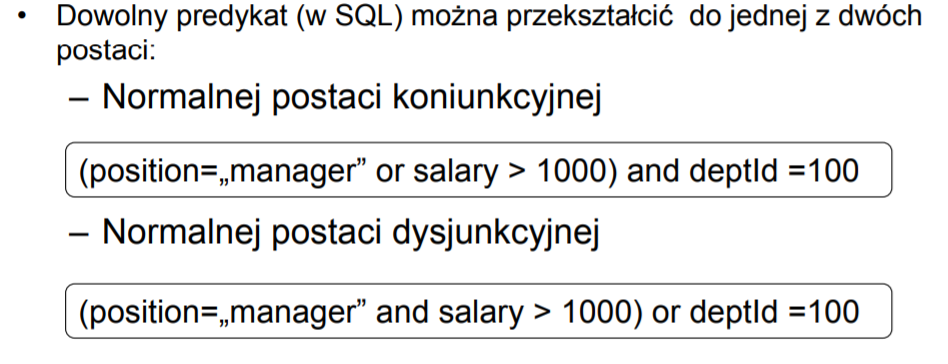 • Dowolny predykat (w SQL) można przekształcić do jednej z dwóch
postaci:
– Normalnej postaci koniunkcyjnej
(position=„manager” or salary > 1000) and deptId =100
– Normalnej postaci dysjunkcyjnej
(position=„manager” and salary > 1000) or deptId =100